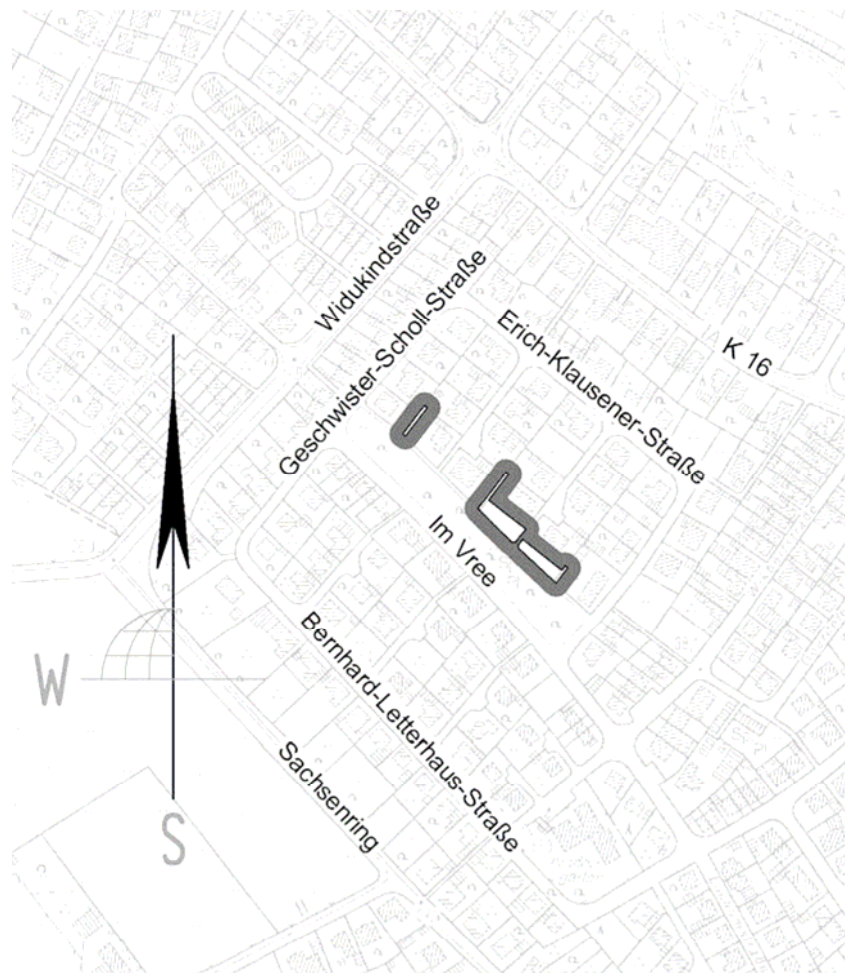 Widukindstraße
Geschwister-Scholl-Straße
Erich-Klausener-Straße
K 16
Im Vree
Bernhard-Letterhaus-Straße
Sachsenring
W
S